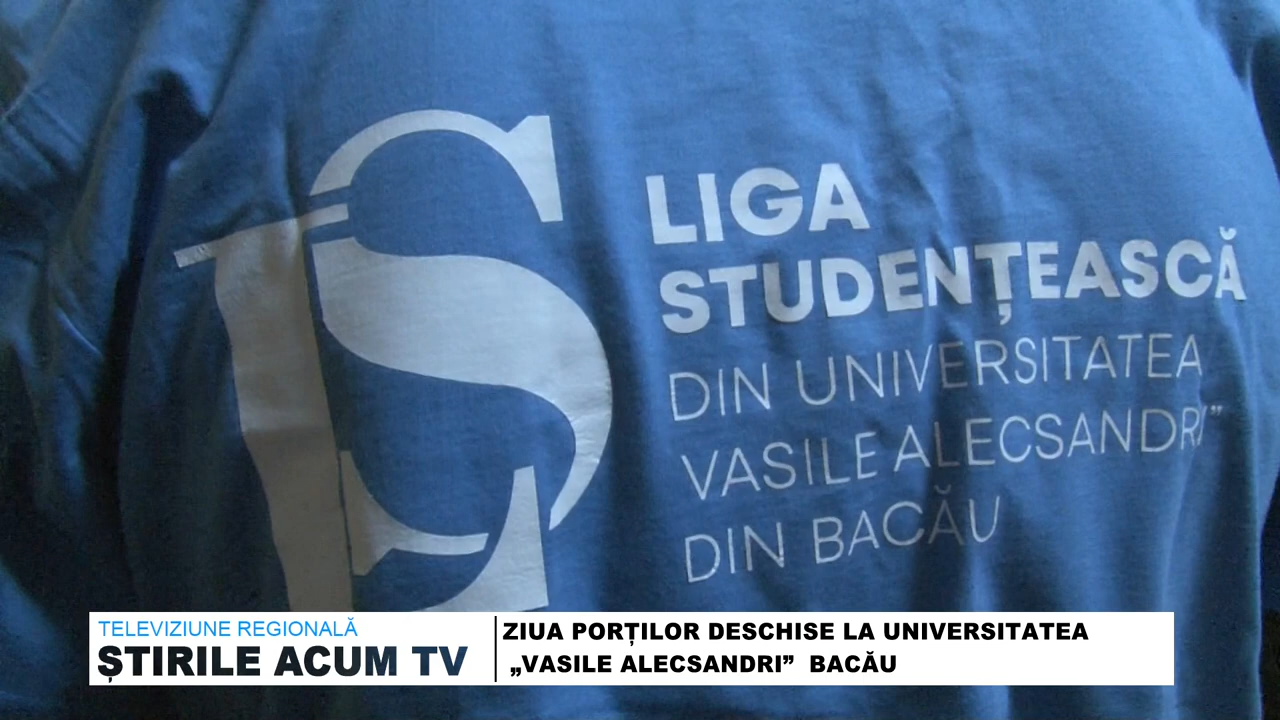 LS
LIGA
STUDENȚEASCĂ
DIN UNIVERSITATEA
VASILE ALECSANDRI”
DIN BACĂU
TELEVIZIUNE REGIONALĂ
ȘTIRILE ACUM TV
ZIUA PORȚILOR DESCHISE LA UNIVERSITATEA
„VASILE ALECSANDRI” BACĂU